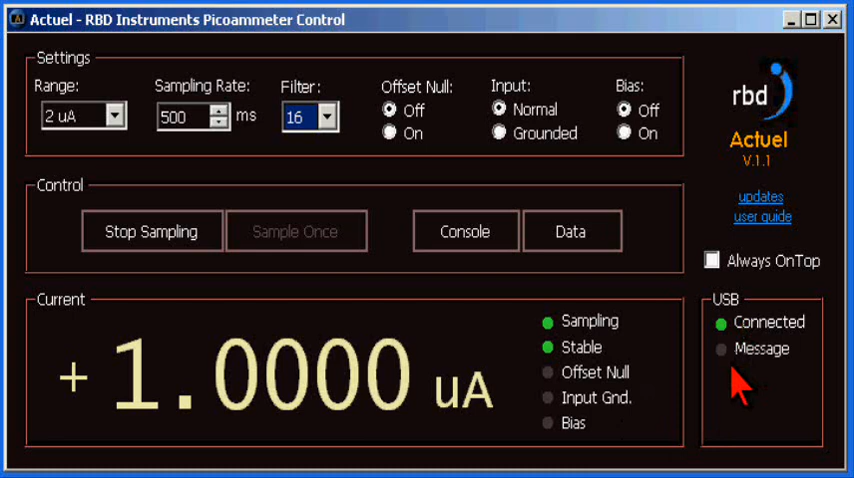 Actuel - RBD Instruments Picoammeter Control
Settings
Range: Sampling Rate: Filter: Offset Null: Input: Bias:
2 uA 500 ms 16
Off Normal Off
On Grounded On
rbd
Actuel
V.1.1
updates
user guide
Control
Stop Sampling Sample Once Console Data
Always OnTop
Current
+ 1.0000 uA
Sampling
Stable
Offset Null
Input Gnd.
Bias
USB
Connected
Message